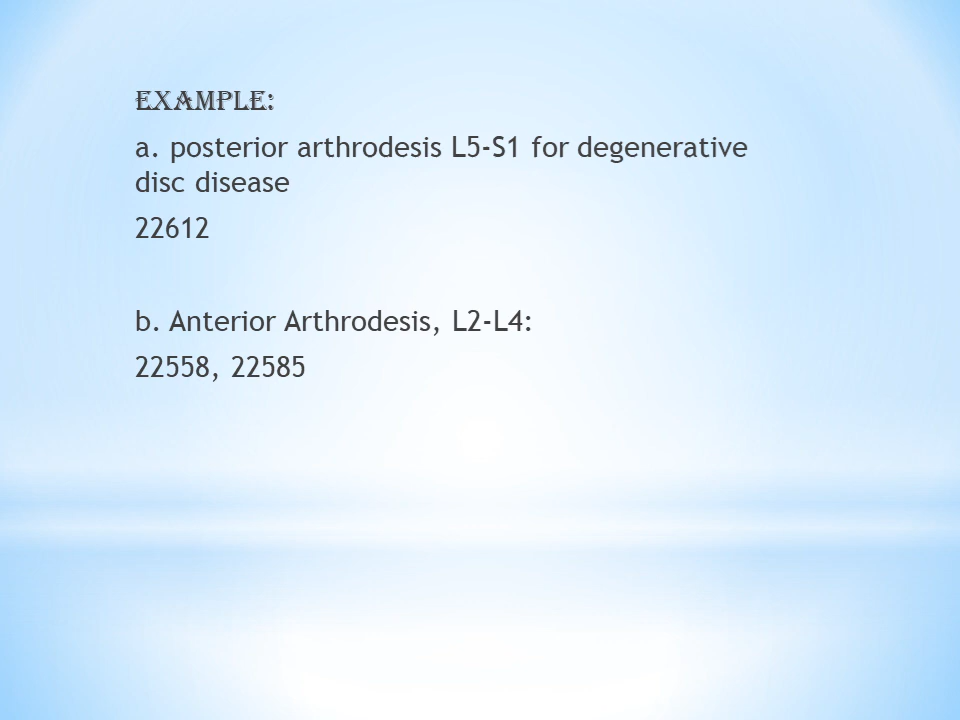 EXAMPLE:
a. posterior arthrodesis L5-S1 for degenerative
disc disease
22612
b. Anterior Arthrodesis, L2-L4:
22558, 22585